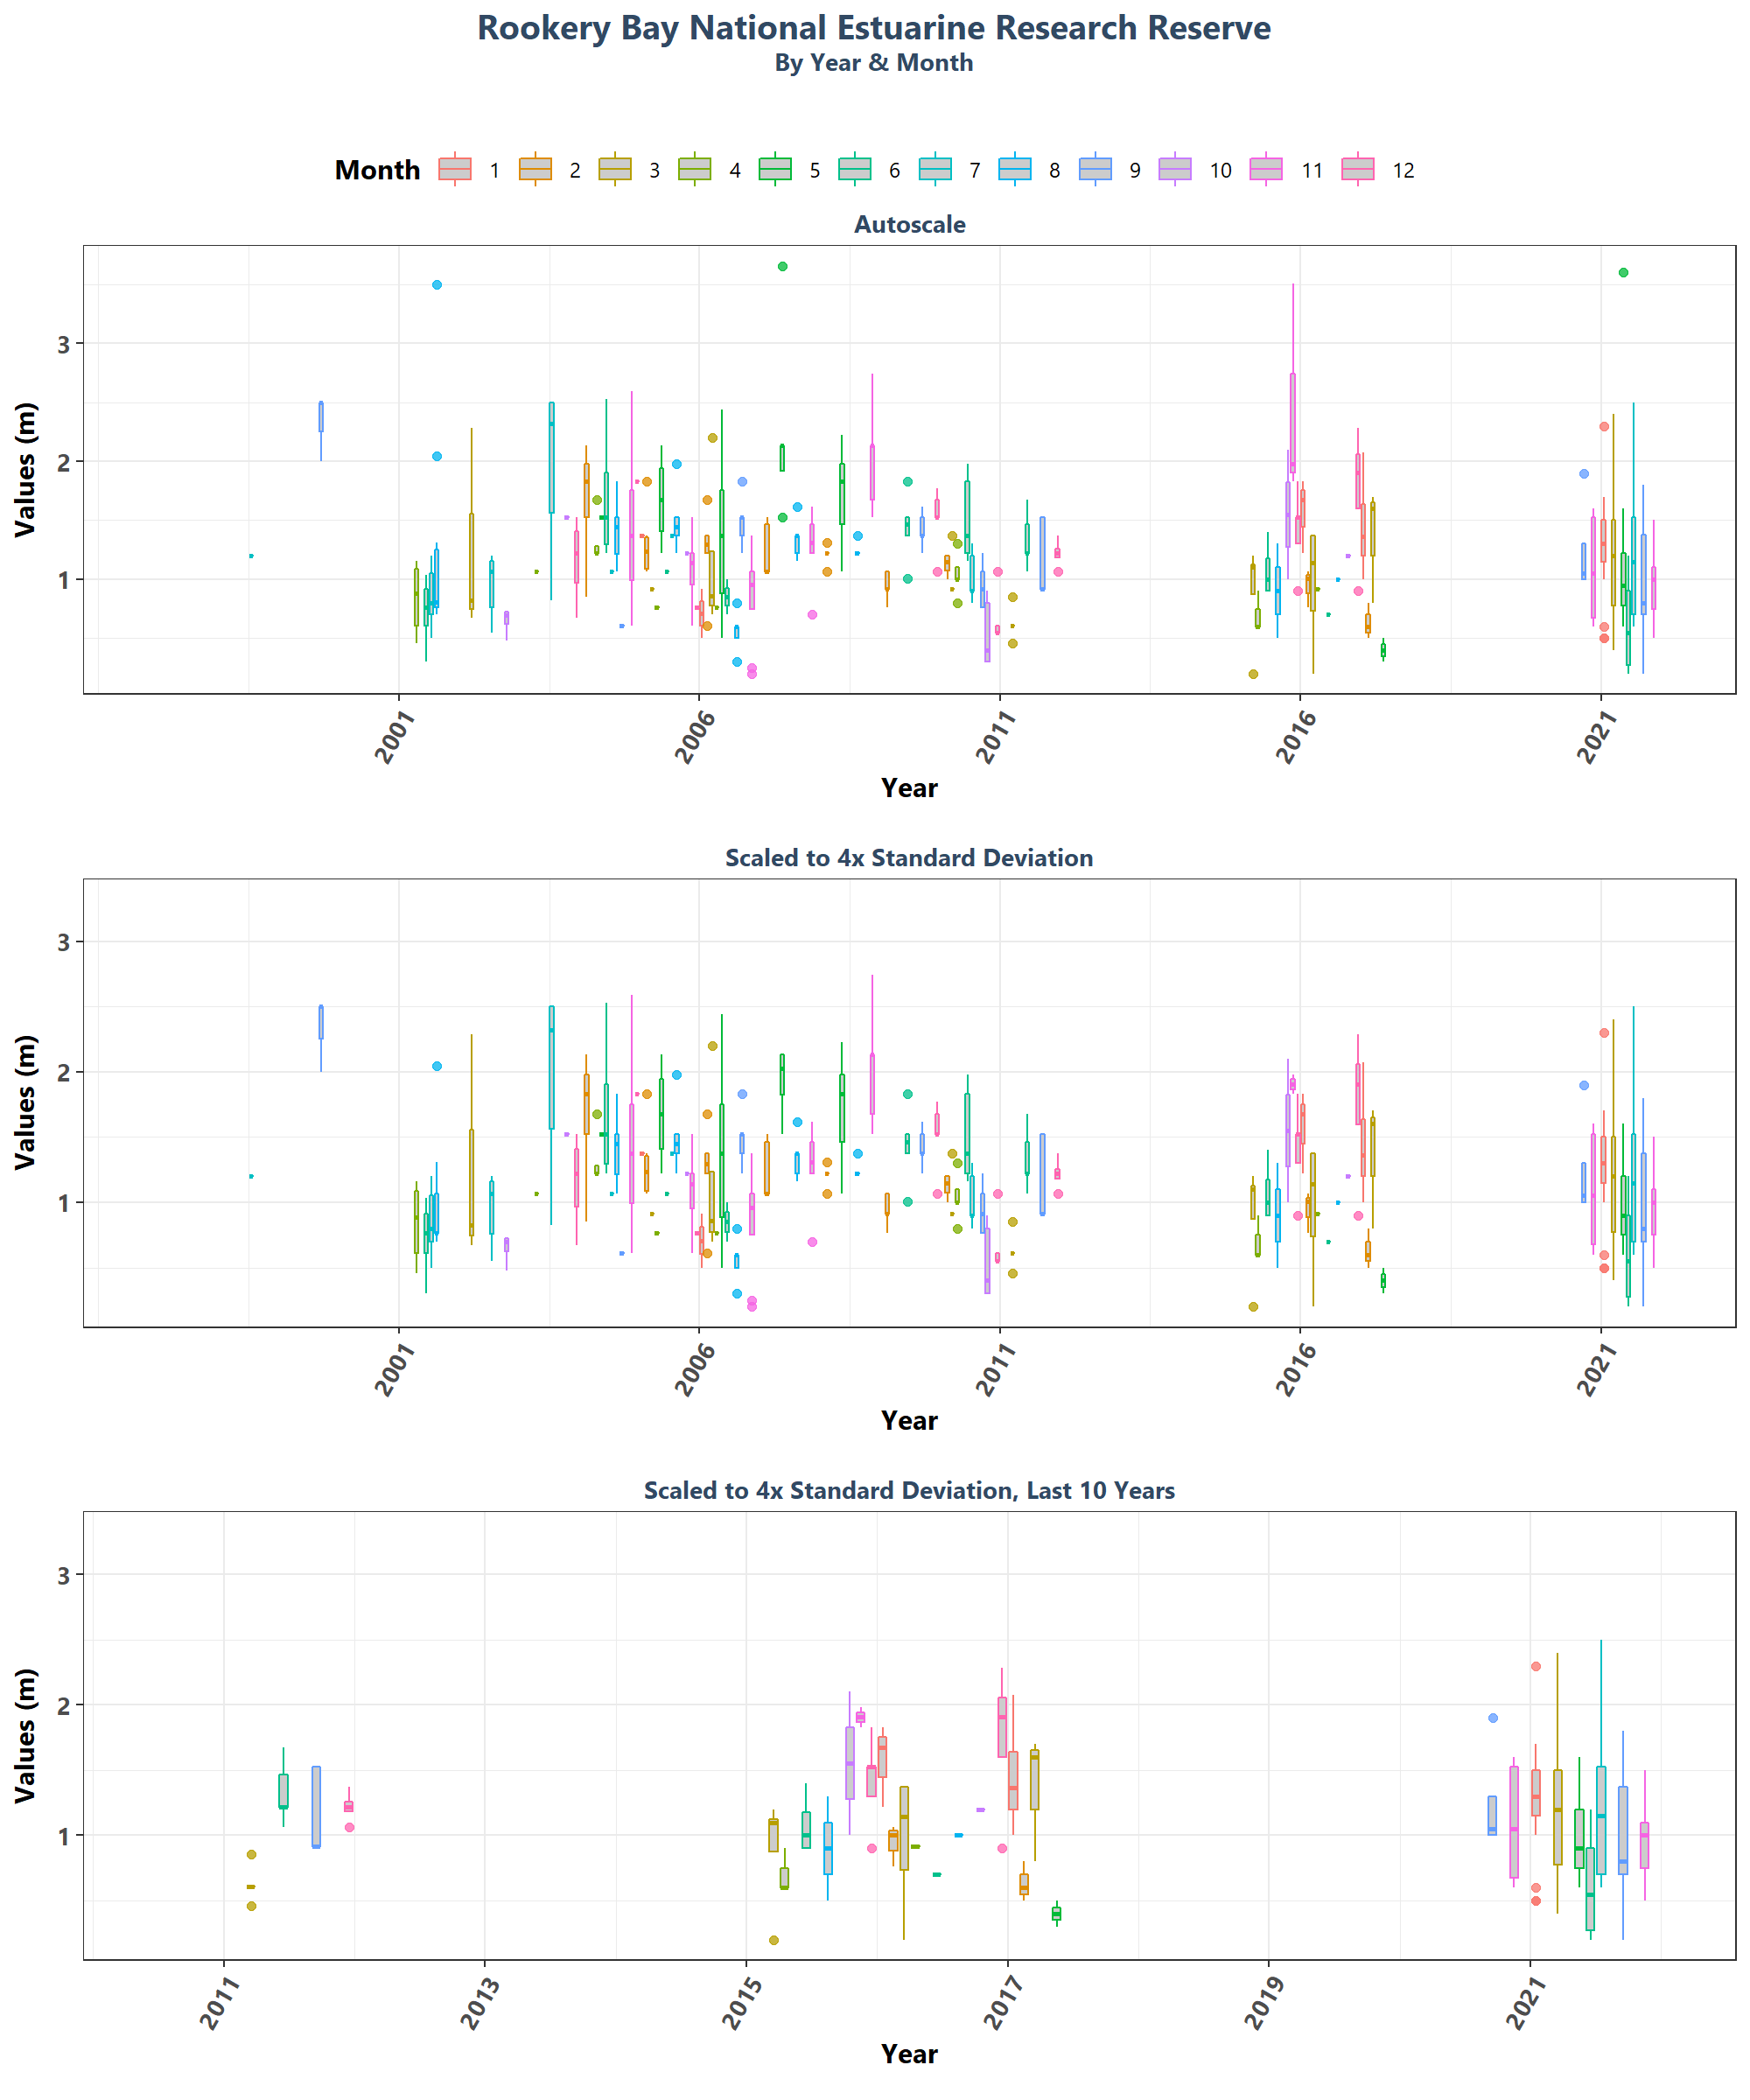 Rookery Bay National Estuarine Research Reserve
By Year & Month
Month 1 2 3 4 5 6 7 8 9 10 11 12
Autoscale
Values (m)
3
2
1
2001 2006 2011 2016 2021
Year
Scaled to 4x Standard Deviation
Values (m)
3
2
1
2001 2006 2011 2016 2021
Year
Scaled to 4x Standard Deviation, Last 10 Years
Values (m)
3
2
1
2011 2013 2015 2017 2019 2021
Year